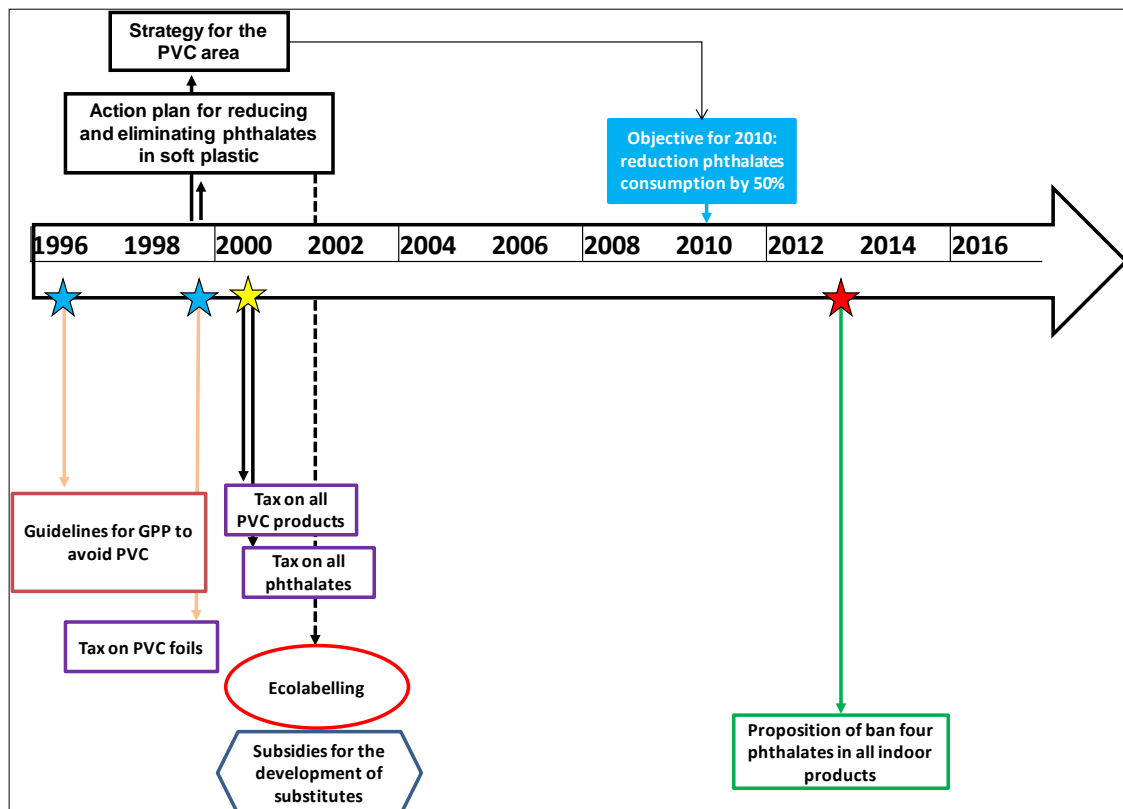 Strategy for the
PVC area
Action plan for reducing
and eliminating phthalates
in soft plastic
Objective for 2010:
reduction phthalates
consumption by 50%
1996 1998 2000 2002 2004 2006 2008 2010 2012 2014 2016
Guidelines for GPP to
avoid PVC
Tax on all
PVC products
Tax on all
phthalates
Tax on PVC foils
Ecolabelling
Subsidies for the
development of
substitutes
Proposition of ban four
phthalates in all indoor
products